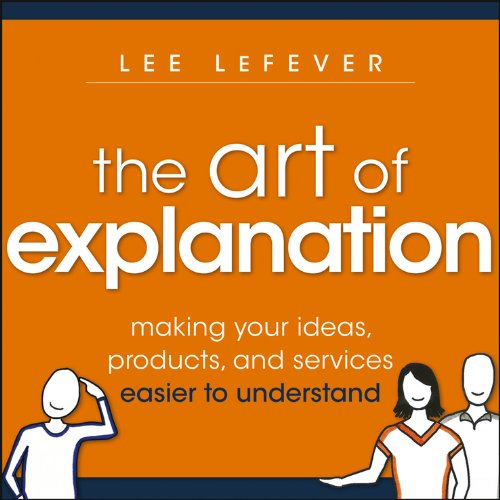 LEE LEFEVER
the art of
explanation
making your ideas,
products, and services
easier to understand